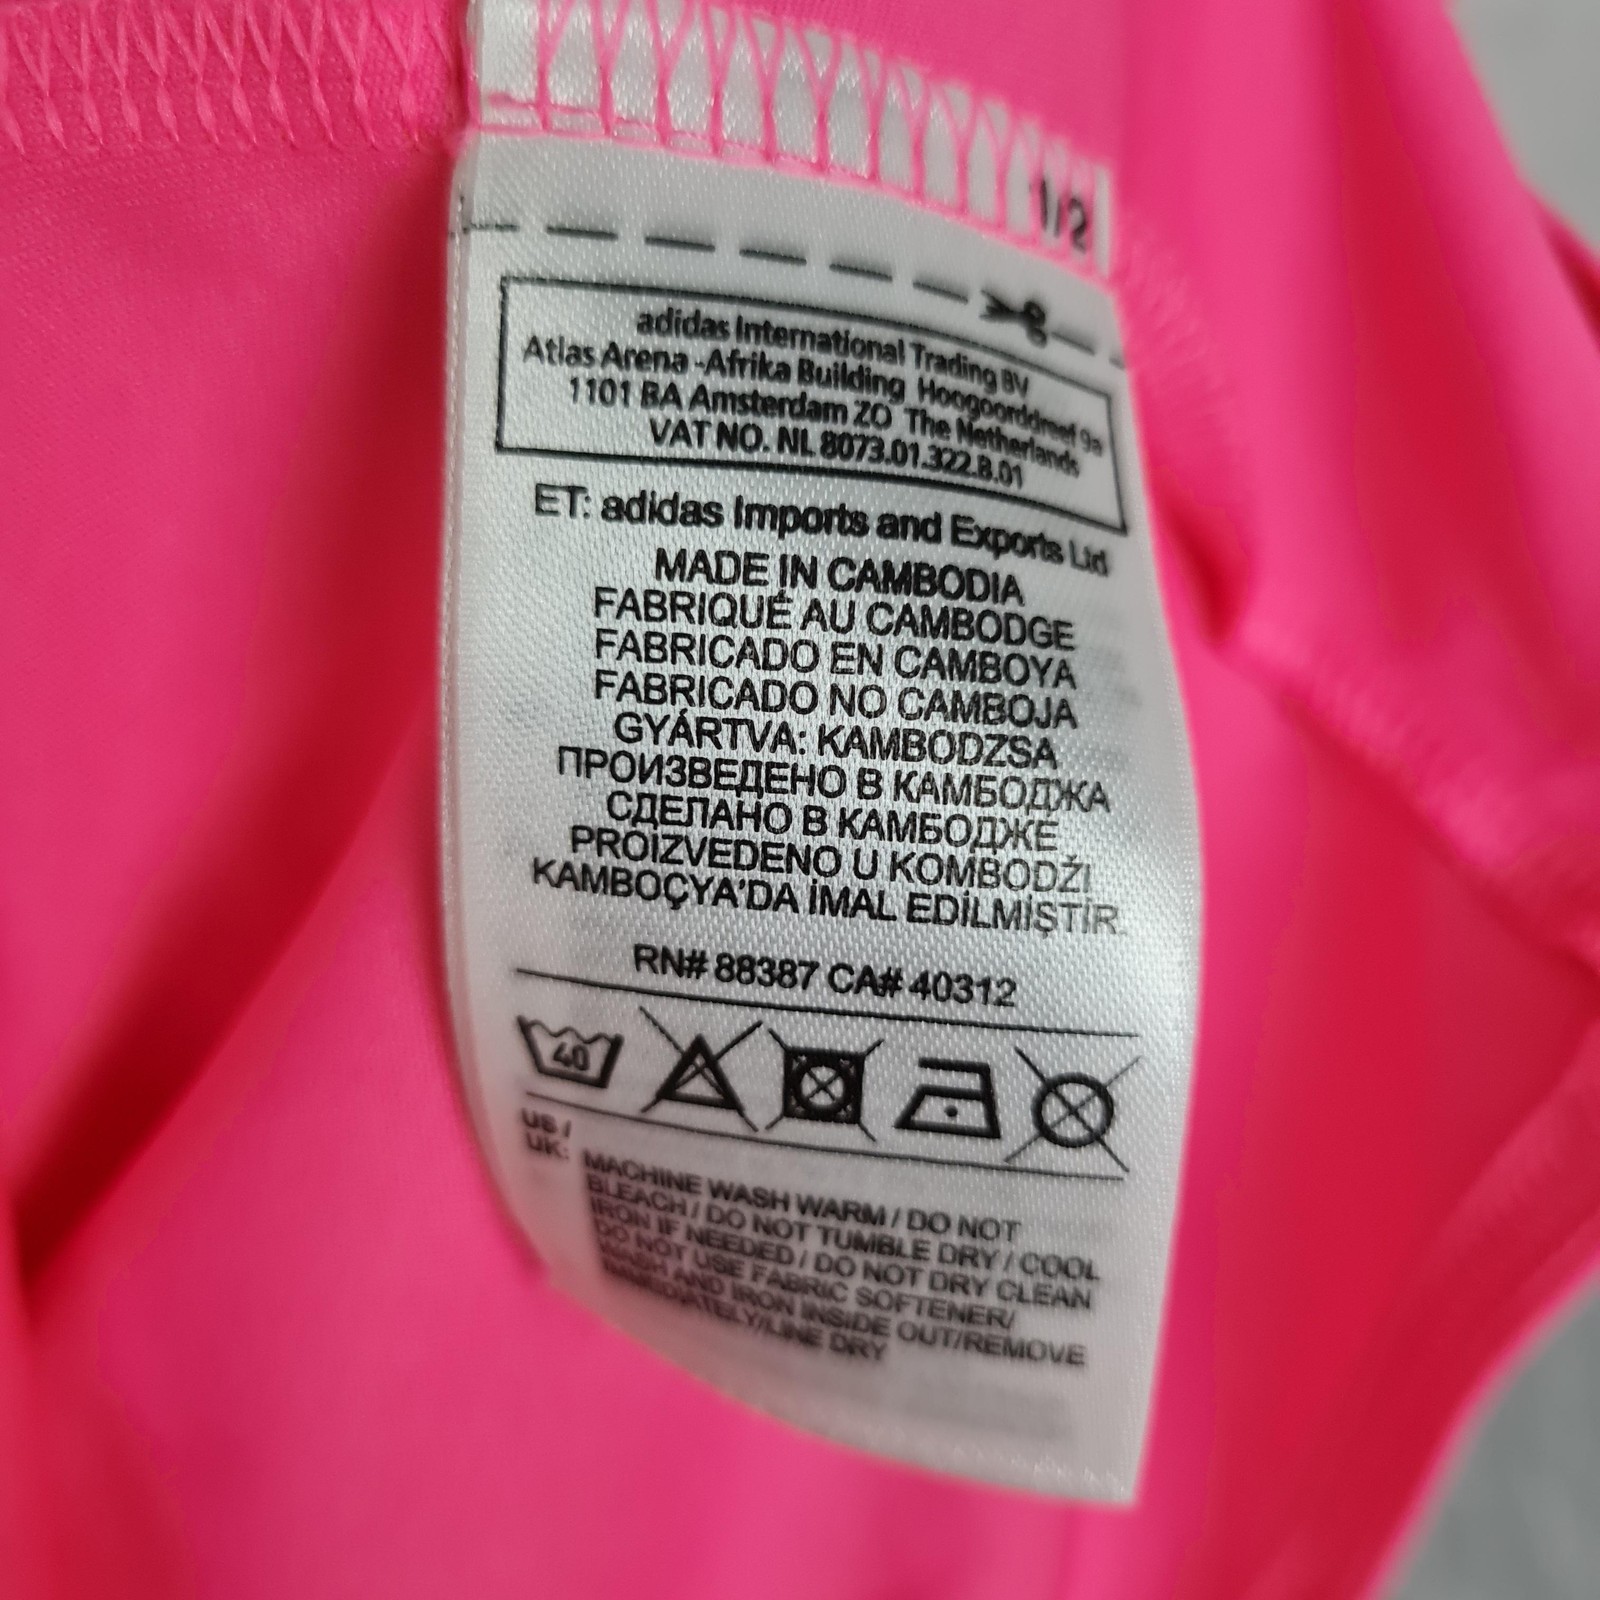 adidas International Trading BV
Atlas Arena -Afrika Building Hoogoorddreef 9a
1101 BA Amsterdam ZO The Netherlands
VAT NO. NL 8073.01.322.B.01
ET: adidas Imports and Exports Ltd
MADE IN CAMBODIA
FABRIQUÉ AU CAMBODGE
FABRICADO EN CAMBOYA
FABRICADO NO CAMBOJA
GYÁRTVA: KAMBODZSA
ПРОИЗВЕДЕНО В КАМБОДЖА
СДЕЛАНО В КАМБОДЖЕ
PROIZVEDENO U KOMBODŽI
KAMBOÇYA'DA İMAL EDİLMİŞTİR.
RN# 88387 CA# 40312
40
US /
UK:
MACHINE WASH WARM / DO NOT
BLEACH / DO NOT TUMBLE DRY / COOL
IRON IF NEEDED / DO NOT DRY CLEAN
DO NOT USE FABRIC SOFTENER/
WASH AND IRON INSIDE OUT/REMOVE
IMMEDIATELY/LINE DRY